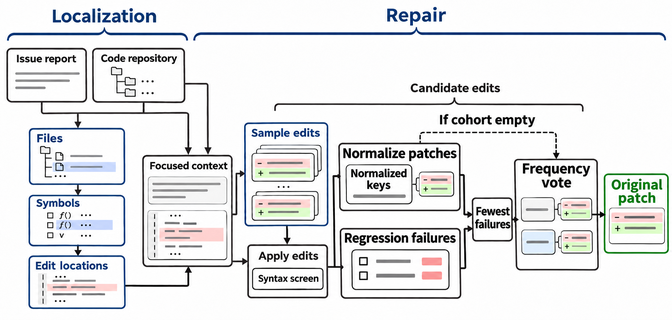 Localization
Repair
Issue report
Code repository
Candidate edits
If cohort empty
Files
Focused context
Sample edits
Normalize patches
Normalized
keys
Frequency
vote
Original
patch
Symbols
f()
f()
v
Fewest
failures
Regression failures
Edit locations
Apply edits
Syntax screen